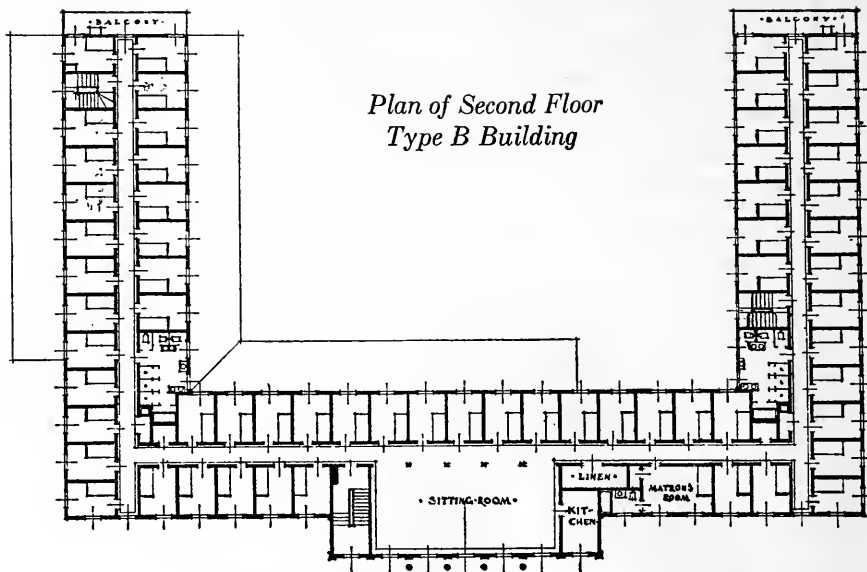 ·BALCONY·
·BALCONY·
Plan of Second Floor
Type B Building
·LINEN·
MATRON'S
ROOM
·SITTING·ROOM·
KIT-
CHEN